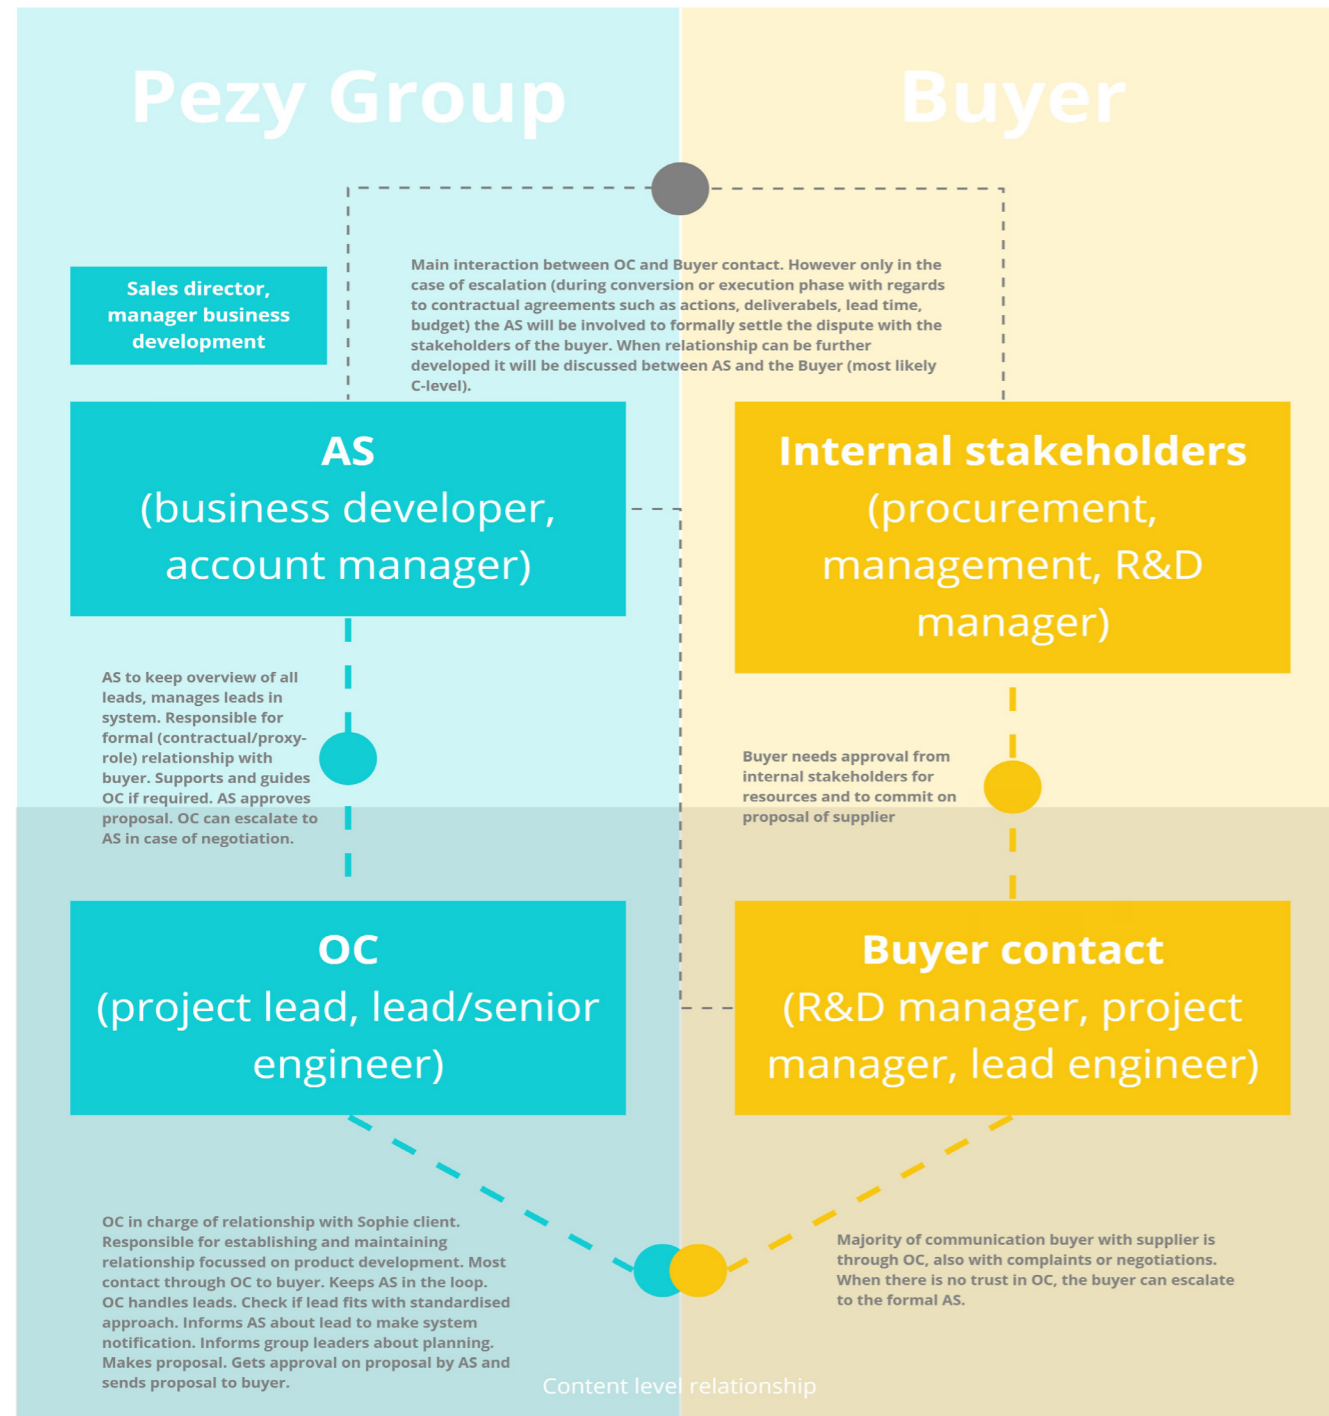 Pezy Group
Buyer
Main interaction between OC and Buyer contact. However only in the
case of escalation (during conversion or execution phase with regards
to contractual agreements such as actions, deliverabels, lead time,
budget) the AS will be involved to formally settle the dispute with the
stakeholders of the buyer. When relationship can be further
developed it will be discussed between AS and the Buyer (most likely
C-level).
Sales director,
manager business
development
AS
(business developer,
account manager)
Internal stakeholders
(procurement,
management, R&D
manager)
AS to keep overview of all
leads, manages leads in
system. Responsible for
formal (contractual/proxy-
role) relationship with
buyer. Supports and guides
OC if required. AS approves
proposal. OC can escalate to
AS in case of negotiation.
Buyer needs approval from
internal stakeholders for
resources and to commit on
proposal of supplier
OC
(project lead, lead/senior
engineer)
Buyer contact
(R&D manager, project
manager, lead engineer)
OC in charge of relationship with Sophie client.
Responsible for establishing and maintaining
relationship focussed on product development. Most
contact through OC to buyer. Keeps AS in the loop.
OC handles leads. Check if lead fits with standardised
approach. Informs AS about lead to make system
notification. Informs group leaders about planning.
Makes proposal. Gets approval on proposal by AS and
sends proposal to buyer.
Majority of communication buyer with supplier is
through OC, also with complaints or negotiations.
When there is no trust in OC, the buyer can escalate
to the formal AS.
Content level relationship